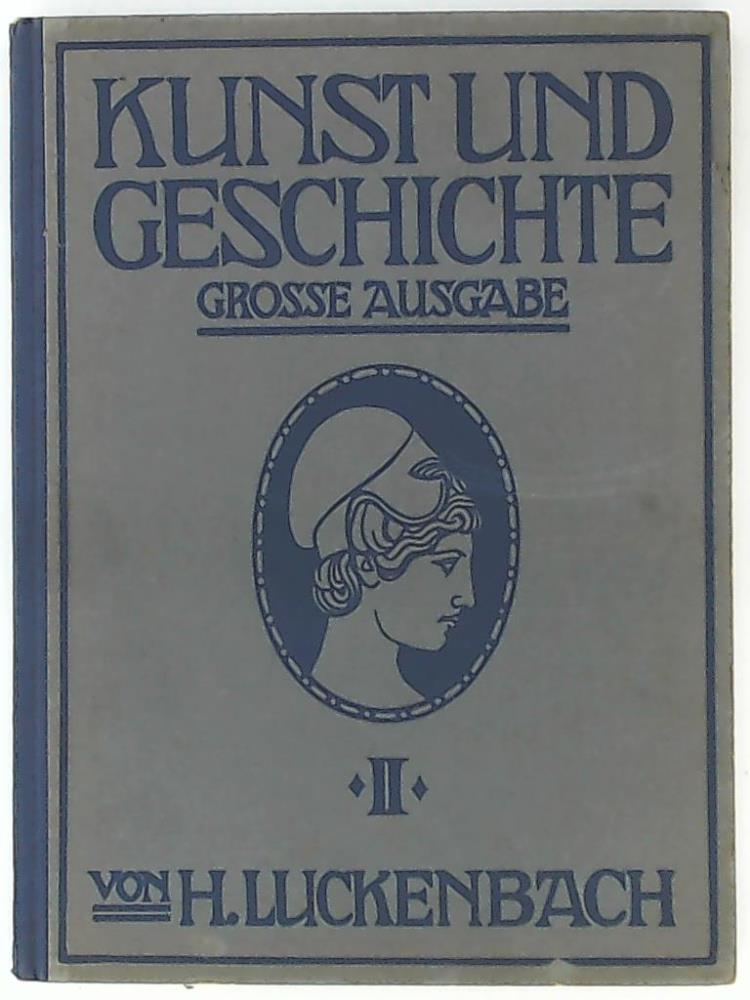 KUNST UND
GESCHICHTE
GROSSE AUSGABE
II
VON H. LUCKENBACH